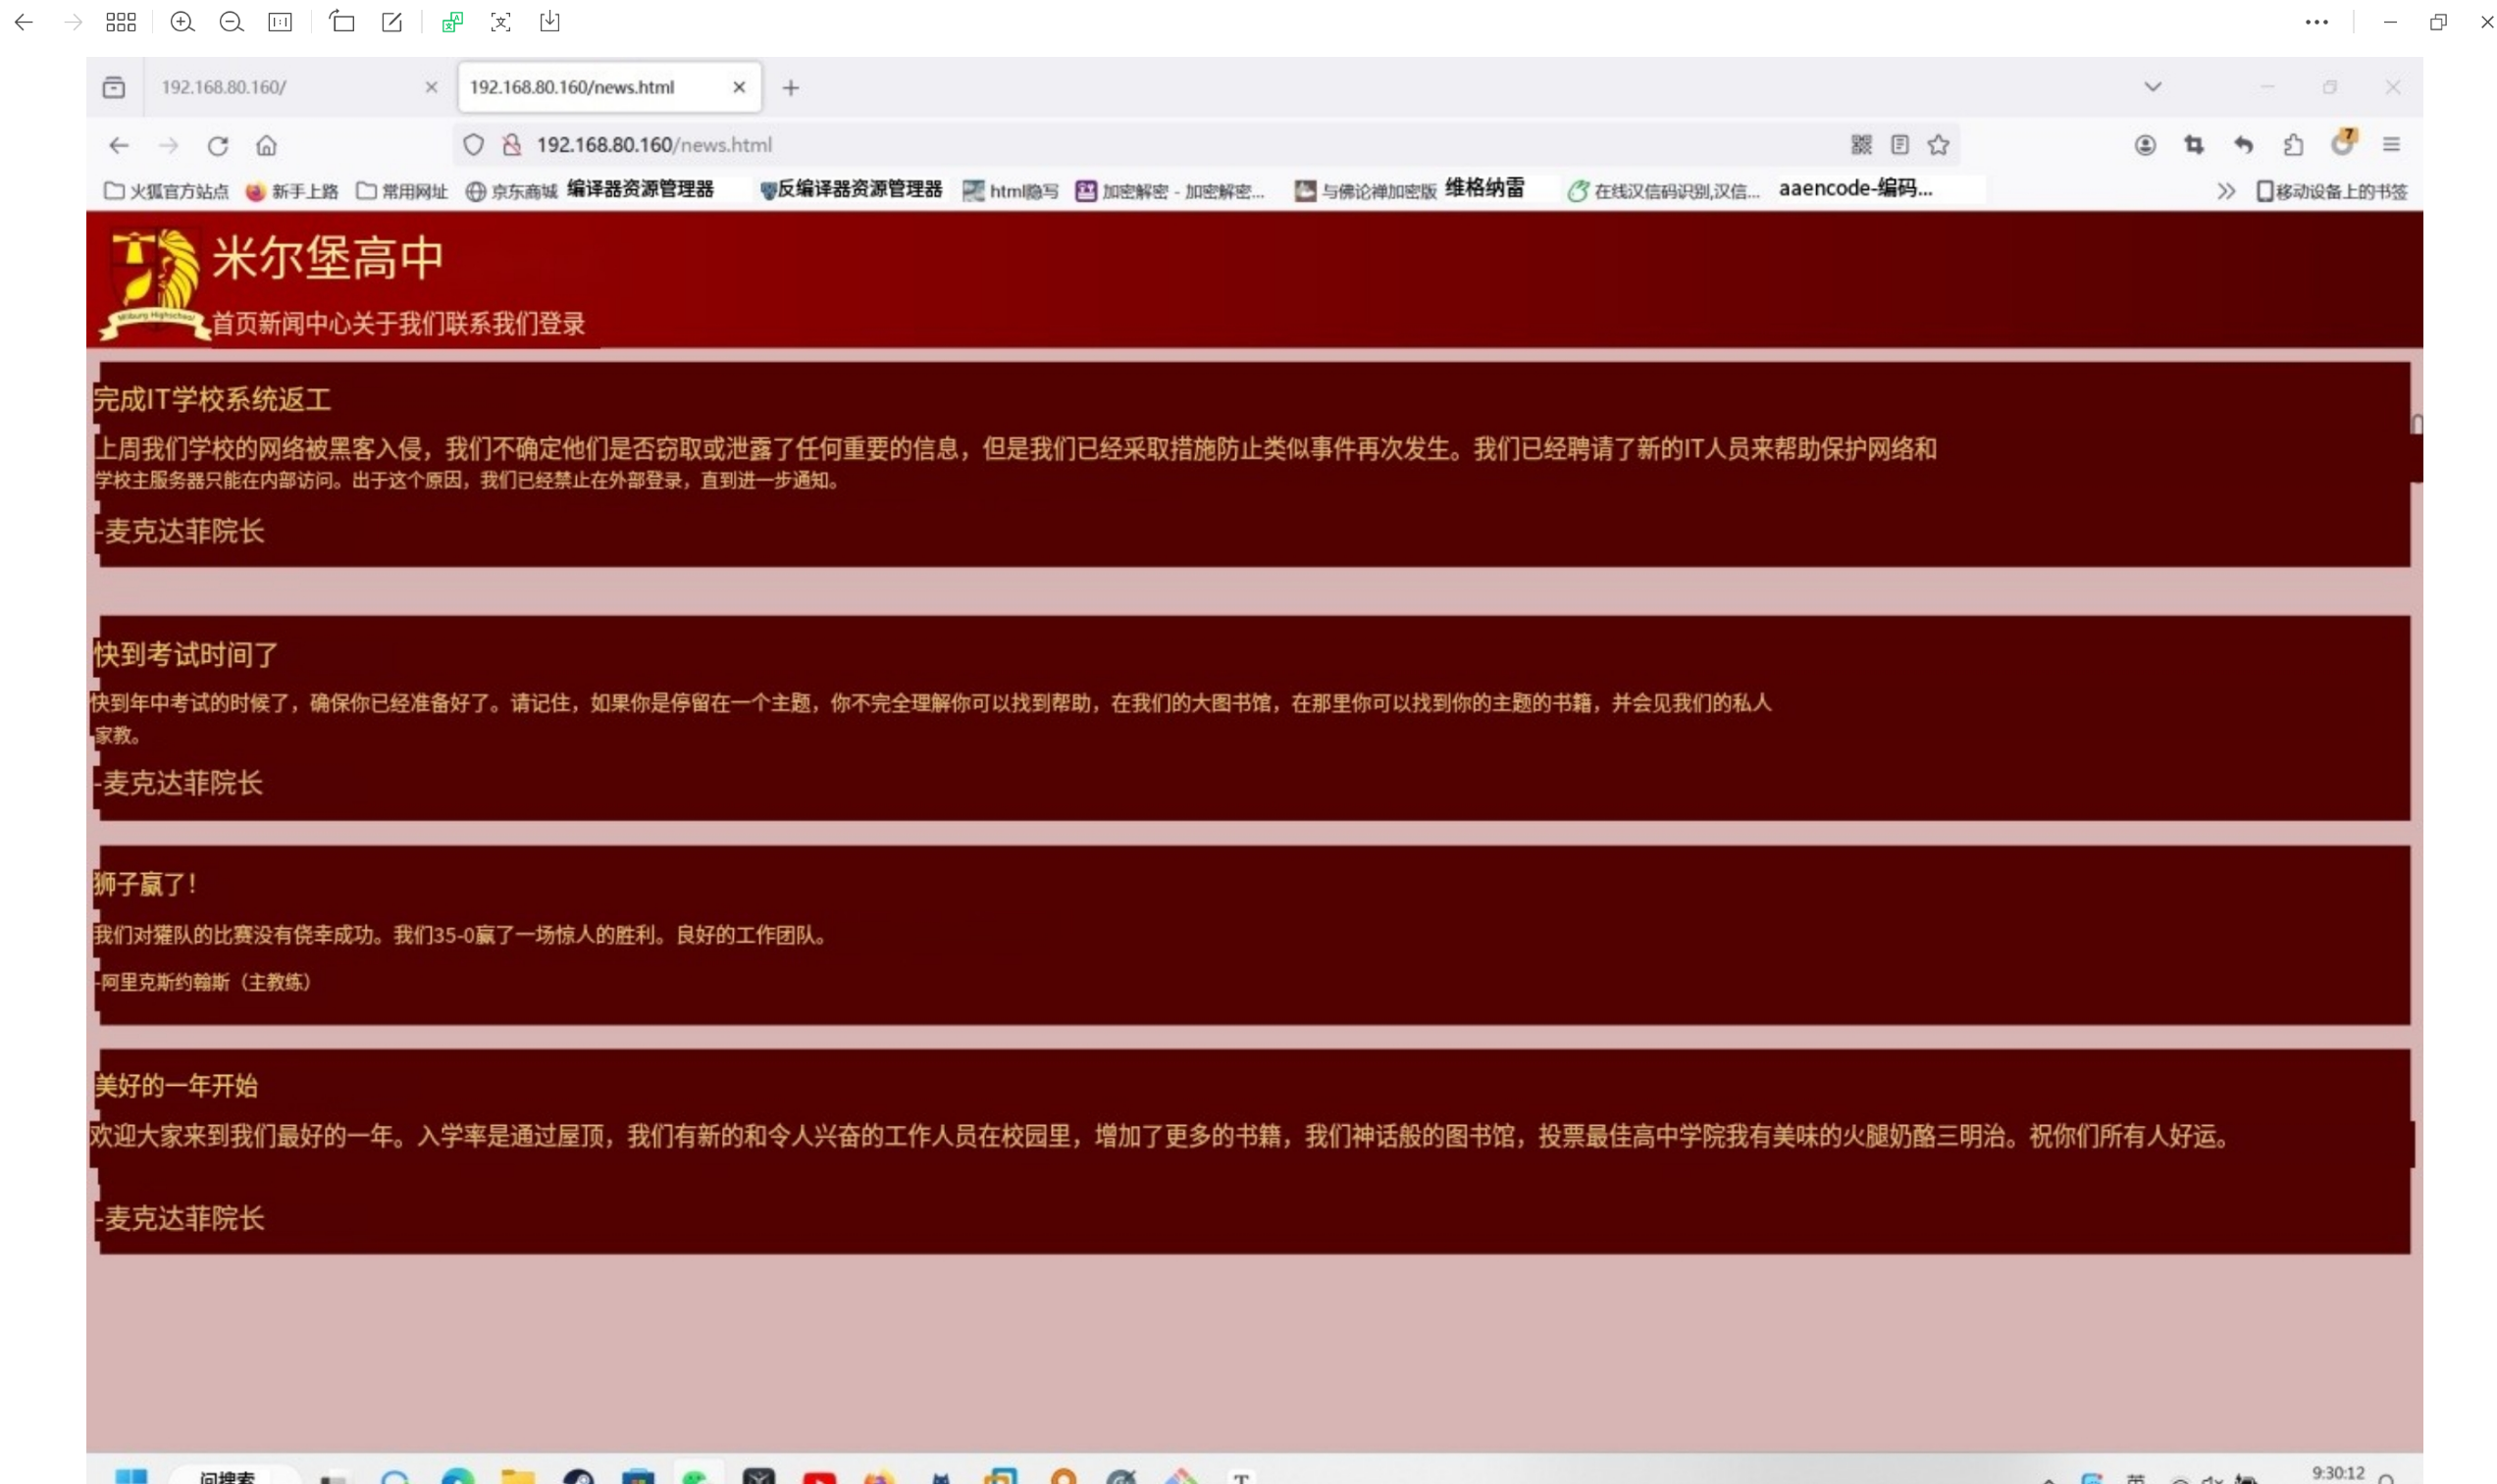 192.168.80.160/
192.168.80.160/news.html
192.168.80.160/news.html
7
火狐官方站点 新手上路 常用网址 京东商城 编译器资源管理器 反编译器资源管理器 html隐写 加密解密 - 加密解密... 与佛论禅加密版 维格纳雷 在线汉信码识别,汉信... aaencode-编码... 移动设备上的书签
米尔堡高中
Milburg Highschool
首页新闻中心关于我们联系我们登录
完成IT学校系统返工
上周我们学校的网络被黑客入侵，我们不确定他们是否窃取或泄露了任何重要的信息，但是我们已经采取措施防止类似事件再次发生。我们已经聘请了新的IT人员来帮助保护网络和
学校主服务器只能在内部访问。出于这个原因，我们已经禁止在外部登录，直到进一步通知。
-麦克达菲院长
快到考试时间了
快到年中考试的时候了，确保你已经准备好了。请记住，如果你是停留在一个主题，你不完全理解你可以找到帮助，在我们的大图书馆，在那里你可以找到你的主题的书籍，并会见我们的私人
家教。
-麦克达菲院长
狮子赢了！
我们对獾队的比赛没有侥幸成功。我们35-0赢了一场惊人的胜利。良好的工作团队。
-阿里克斯约翰斯（主教练）
美好的一年开始
欢迎大家来到我们最好的一年。入学率是通过屋顶，我们有新的和令人兴奋的工作人员在校园里，增加了更多的书籍，我们神话般的图书馆，投票最佳高中学院我有美味的火腿奶酪三明治。祝你们所有人好运。
-麦克达菲院长
问搜索
英
9:30:12